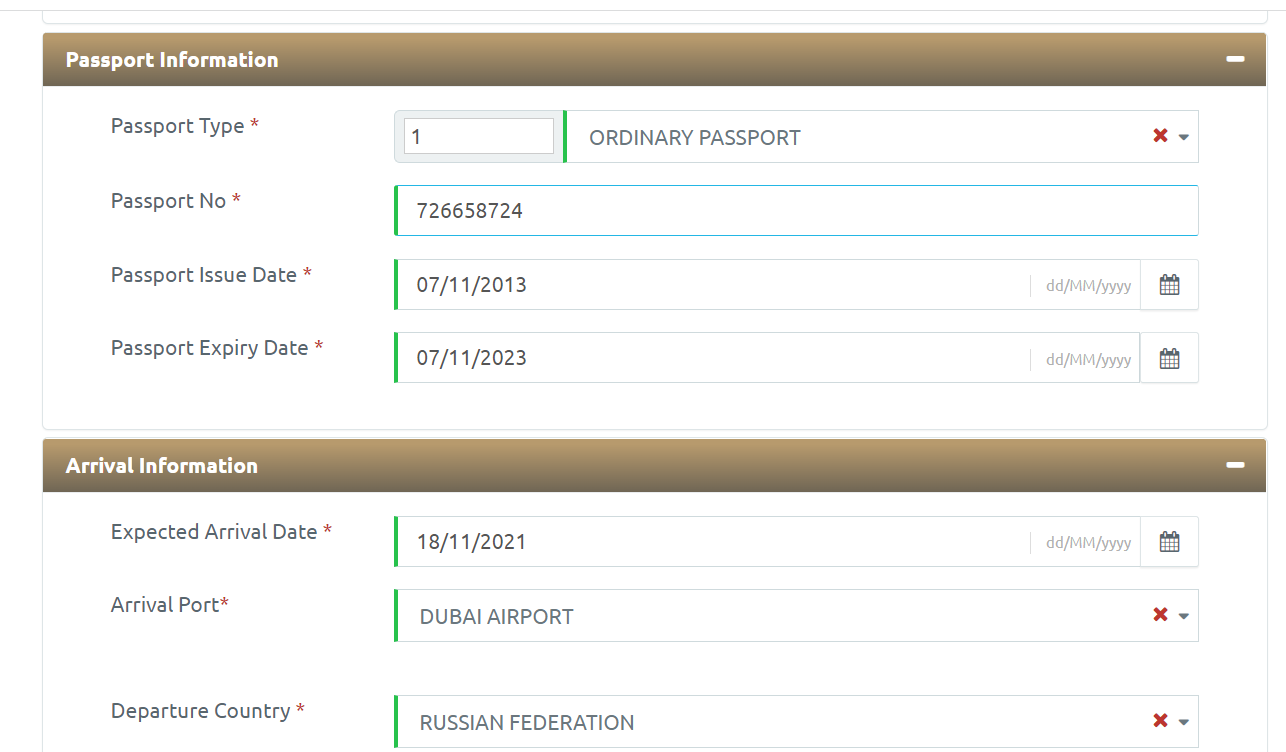 Passport Information
Passport Type *
1
ORDINARY PASSPORT
Passport No *
726658724
Passport Issue Date *
07/11/2013
dd/MM/yyyy
Passport Expiry Date *
07/11/2023
dd/MM/yyyy
Arrival Information
Expected Arrival Date *
18/11/2021
dd/MM/yyyy
Arrival Port*
DUBAI AIRPORT
Departure Country *
RUSSIAN FEDERATION